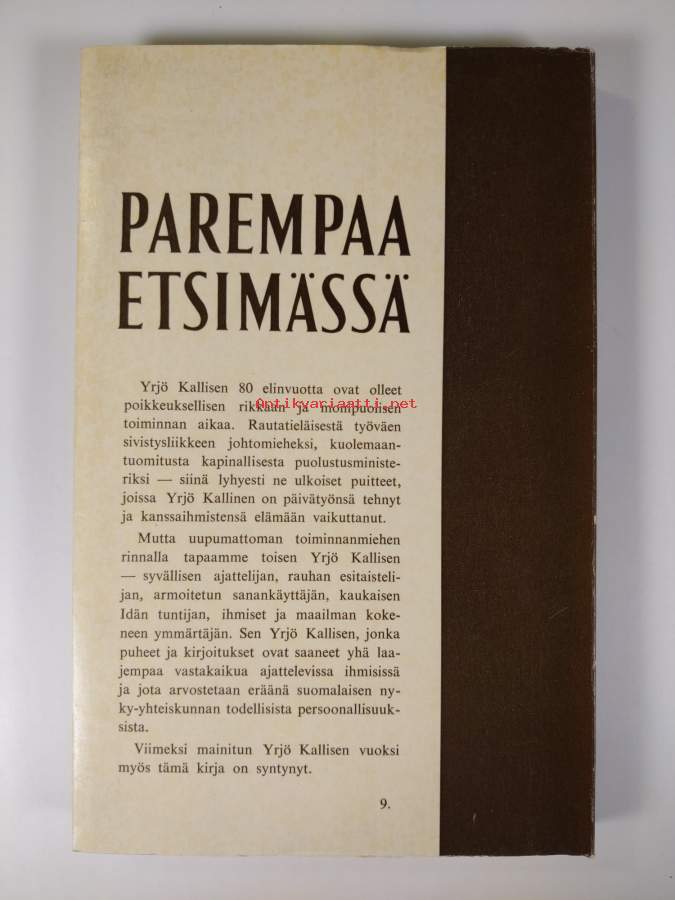 PAREMPAA
ETSIMÄSSÄ
Yrjö Kallisen 80 elinvuotta ovat olleet
poikkeuksellisen rikkaan ja monipuolisen
Antikvariaatti.net
toiminnan aikaa. Rautatieläisestä työväen
sivistysliikkeen johtomieheksi, kuolemaan-
tuomitusta kapinallisesta puolustusministe-
riksi — siinä lyhyesti ne ulkoiset puitteet,
joissa Yrjö Kallinen on päivätyönsä tehnyt
ja kanssaihmistensä elämään vaikuttanut.
Mutta uupumattoman toiminnanmiehen
rinnalla tapaamme toisen Yrjö Kallisen
— syvällisen ajattelijan, rauhan esitaisteli-
jan, armoitetun sanankäyttäjän, kaukaisen
Idän tuntijan, ihmiset ja maailman koke-
neen ymmärtäjän. Sen Yrjö Kallisen, jonka
puheet ja kirjoitukset ovat saaneet yhä laa-
jempaa vastakaikua ajattelevissa ihmisissä
ja jota arvostetaan eräänä suomalaisen ny-
ky-yhteiskunnan todellisista persoonallisuuk-
sista.
Viimeksi mainitun Yrjö Kallisen vuoksi
myös tämä kirja on syntynyt.
9.